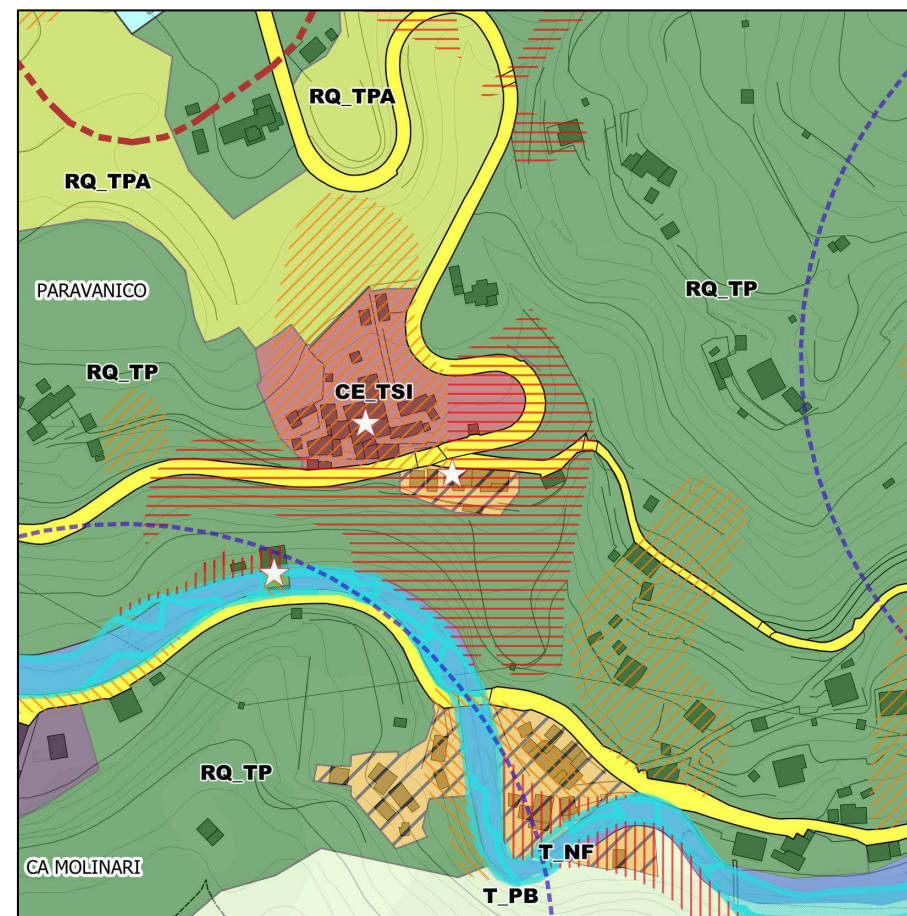 RQ_TPA
RQ_TPA
PARAVANICO
RQ_TP
RQ_TP
CE_TSI
RQ_TP
T_NF
CA MOLINARI
T_PB